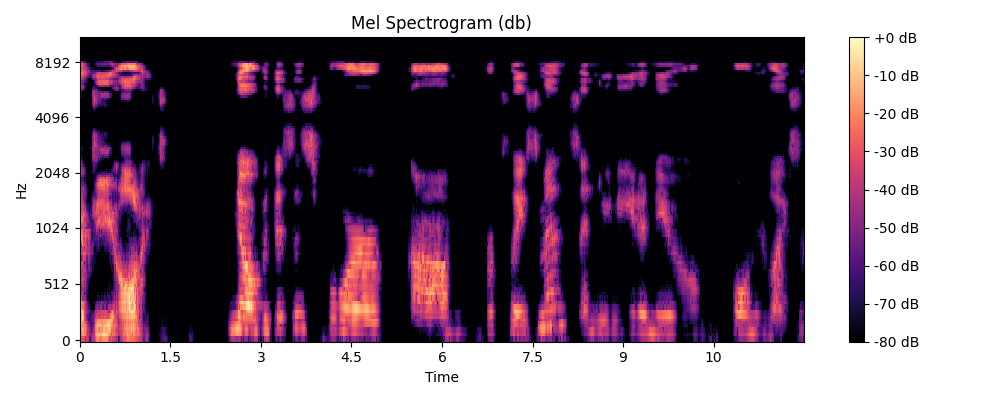 Mel Spectrogram (db)
Hz
8192
4096
2048
1024
512
0
0 1.5 3 4.5 6 7.5 9 10
Time
+0 dB
-10 dB
-20 dB
-30 dB
-40 dB
-50 dB
-60 dB
-70 dB
-80 dB